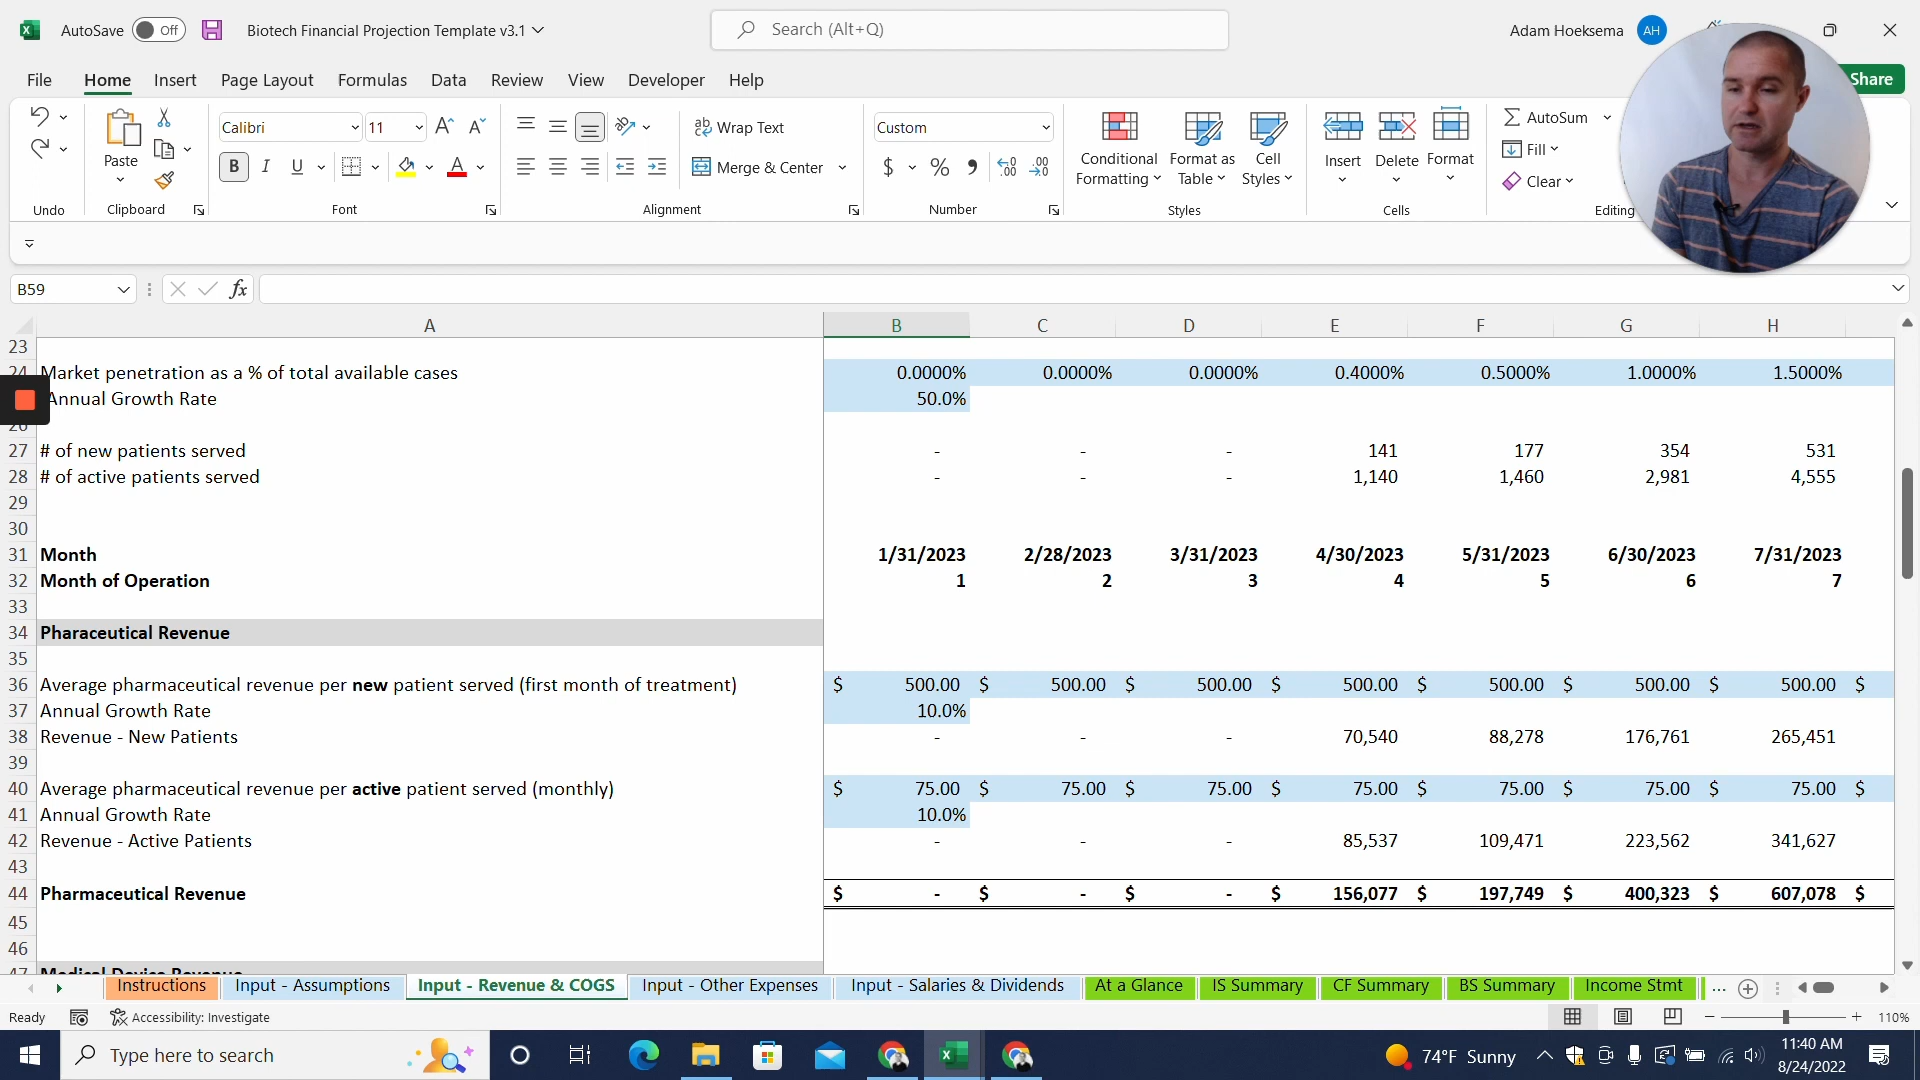 AutoSave Off Biotech Financial Projection Template v3.1 Search (Alt+Q) Adam Hoeksema AH
File Home Insert Page Layout Formulas Data Review View Developer Help Share
Calibri 11 Wrap Text Custom AutoSum
Paste B I U Merge & Center $ % Conditional Formatting Format as Table Cell Styles Insert Delete Format Fill Clear
Undo Clipboard Font Alignment Number Styles Cells Editing
B59 fx
A B C D E F G H
23
24 Market penetration as a % of total available cases 0.0000% 0.0000% 0.0000% 0.4000% 0.5000% 1.0000% 1.5000%
Annual Growth Rate 50.0%
26
27 # of new patients served - - - 141 177 354 531
28 # of active patients served - - - 1,140 1,460 2,981 4,555
29
30
31 Month 1/31/2023 2/28/2023 3/31/2023 4/30/2023 5/31/2023 6/30/2023 7/31/2023
32 Month of Operation 1 2 3 4 5 6 7
33
34 Pharaceutical Revenue
35
36 Average pharmaceutical revenue per new patient served (first month of treatment) $ 500.00 $ 500.00 $ 500.00 $ 500.00 $ 500.00 $ 500.00 $ 500.00 $
37 Annual Growth Rate 10.0%
38 Revenue - New Patients - - - 70,540 88,278 176,761 265,451
39
40 Average pharmaceutical revenue per active patient served (monthly) $ 75.00 $ 75.00 $ 75.00 $ 75.00 $ 75.00 $ 75.00 $ 75.00 $
41 Annual Growth Rate 10.0%
42 Revenue - Active Patients - - - 85,537 109,471 223,562 341,627
43
44 Pharmaceutical Revenue $ - $ - $ - $ 156,077 $ 197,749 $ 400,323 $ 607,078 $
45
46
47 Medical Device Revenue
Instructions Input - Assumptions Input - Revenue & COGS Input - Other Expenses Input - Salaries & Dividends At a Glance IS Summary CF Summary BS Summary Income Stmt ...
Ready Accessibility: Investigate 110%
Type here to search 74°F Sunny 11:40 AM
8/24/2022